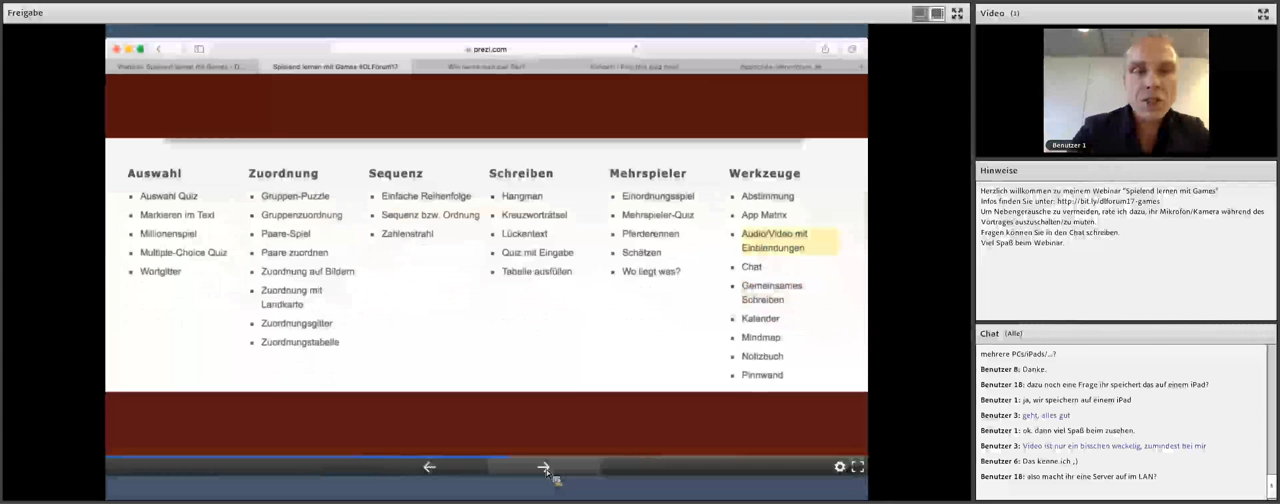 Freigabe
prezi.com
Spielend lernen mit Games #DLForum17
Auswahl
Auswahl Quiz
Markieren im Text
Millionenspiel
Multiple-Choice Quiz
Wortgitter
Zuordnung
Gruppen-Puzzle
Gruppenzuordnung
Paare-Spiel
Paare zuordnen
Zuordnung auf Bildern
Zuordnung mit
Landkarte
Zuordnungsgitter
Zuordnungstabelle
Sequenz
Einfache Reihenfolge
Sequenz bzw. Ordnung
Zahlenstrahl
Schreiben
Hangman
Kreuzworträtsel
Lückentext
Quiz mit Eingabe
Tabelle ausfüllen
Mehrspieler
Einordnungsspiel
Mehrspieler-Quiz
Pferderennen
Schätzen
Wo liegt was?
Werkzeuge
Abstimmung
App Matrix
Audio/Video mit
Einblendungen
Chat
Gemeinsames
Schreiben
Kalender
Mindmap
Notizbuch
Pinnwand
Video (1)
Benutzer 1
Hinweise
Herzlich willkommen zu meinem Webinar "Spielend lernen mit Games"
Infos finden Sie unter: http://bit.ly/dlforum17-games
Um Nebengeräusche zu vermeiden, rate ich dazu, ihr Mikrofon/Kamera während des
Vortrages auszuschalten/zu muten.
Fragen können Sie in den Chat schreiben.
Viel Spaß beim Webinar.
Chat (Alle)
mehrere PCs/iPads/...?
Benutzer 8: Danke.
Benutzer 18: dazu noch eine Frage ihr speichert das auf einem iPad?
Benutzer 1: ja, wir speichern auf einem iPad
Benutzer 3: geht, alles gut
Benutzer 1: ok. dann viel Spaß beim zusehen.
Benutzer 3: Video ist nur ein bisschen wackelig, zumindest bei mir
Benutzer 6: Das kenne ich ;)
Benutzer 18: also macht ihr eine Server auf im LAN?